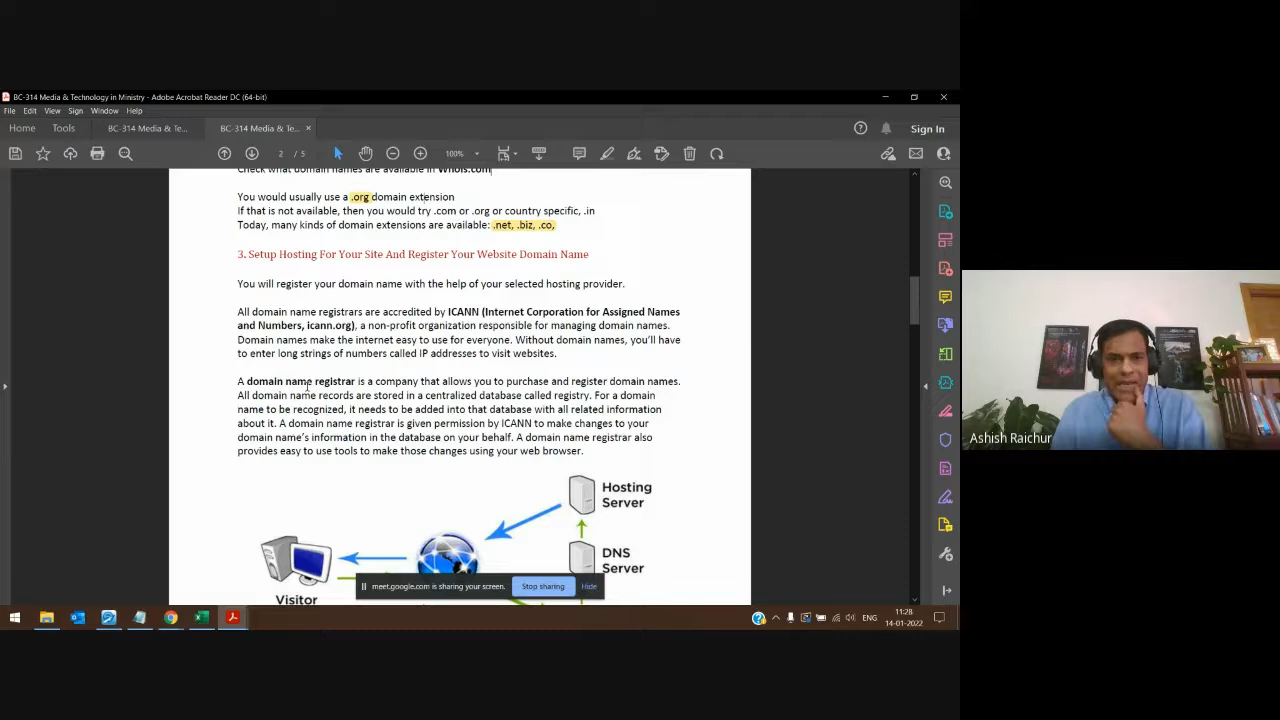 BC-314 Media & Technology in Ministry - Adobe Acrobat Reader DC (64-bit)
File Edit View Sign Window Help
Home Tools BC-314 Media & Te... BC-314 Media & Te... × Sign In
2 / 5 100%
Check what domain names are available in Whois.com
You would usually use a .org domain extension
If that is not available, then you would try .com or .org or country specific, .in
Today, many kinds of domain extensions are available: .net, .biz, .co,
3. Setup Hosting For Your Site And Register Your Website Domain Name
You will register your domain name with the help of your selected hosting provider.
All domain name registrars are accredited by ICANN (Internet Corporation for Assigned Names
and Numbers, icann.org), a non-profit organization responsible for managing domain names.
Domain names make the internet easy to use for everyone. Without domain names, you'll have
to enter long strings of numbers called IP addresses to visit websites.
A domain name registrar is a company that allows you to purchase and register domain names.
All domain name records are stored in a centralized database called registry. For a domain
name to be recognized, it needs to be added into that database with all related information
about it. A domain name registrar is given permission by ICANN to make changes to your
domain name's information in the database on your behalf. A domain name registrar also
provides easy to use tools to make those changes using your web browser.
Hosting
Server
DNS
Server
Visitor
meet.google.com is sharing your screen. Stop sharing Hide
Ashish Raichur
ENG 11:28
14-01-2022